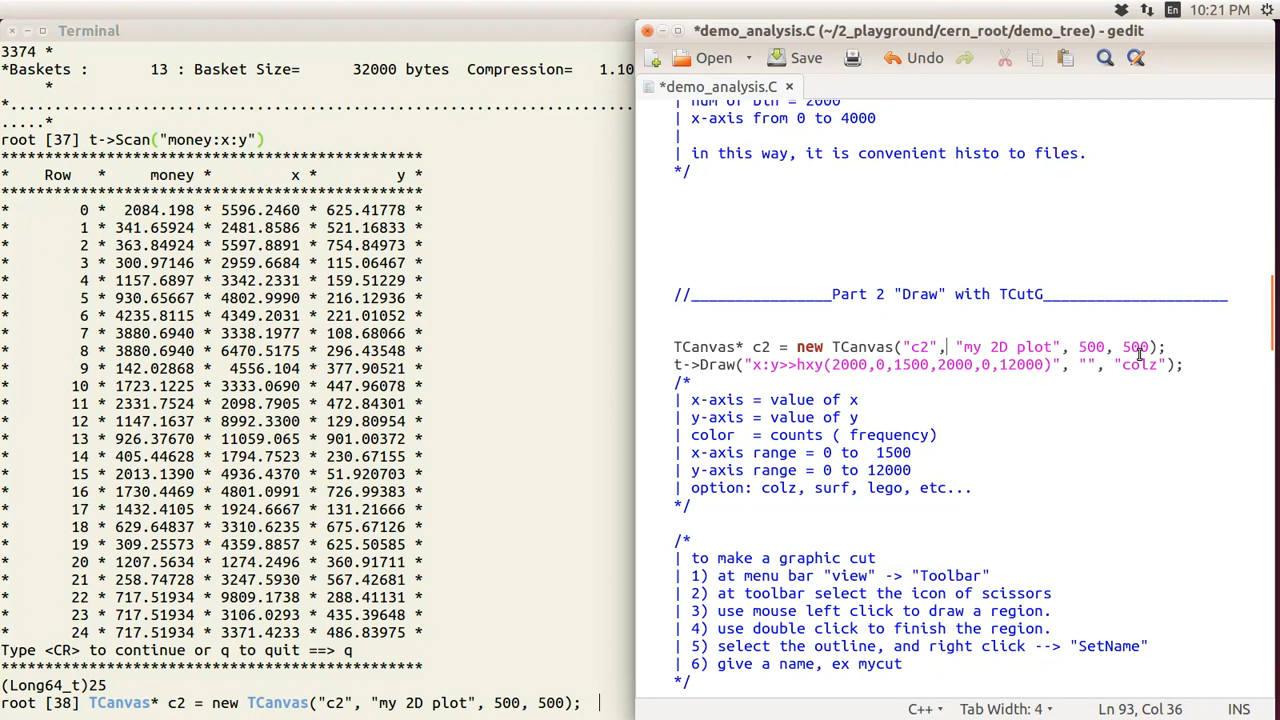 En 10:21 PM
Terminal
3374 *
*Baskets :       13 : Basket Size=      32000 bytes  Compression=   1.10
     *
*......................................................................
.....*
root [37] t->Scan("money:x:y")
************************************************
*    Row   *     money *         x *         y *
************************************************
*        0 *  2084.198 * 5596.2460 * 625.41778 *
*        1 * 341.65924 * 2481.8586 * 521.16833 *
*        2 * 363.84924 * 5597.8891 * 754.84973 *
*        3 * 300.97146 * 2959.6684 * 115.06467 *
*        4 * 1157.6897 * 3342.2331 * 159.51229 *
*        5 * 930.65667 * 4802.9990 * 216.12936 *
*        6 * 4235.8115 * 4349.2031 * 221.01052 *
*        7 * 3880.6940 * 3338.1977 * 108.68066 *
*        8 * 3880.6940 * 6470.5175 * 296.43548 *
*        9 * 142.02868 *  4556.104 * 377.90521 *
*       10 * 1723.1225 * 3368.3320 * 447.96078 *
*       11 * 2331.7524 * 2098.7905 * 472.84301 *
*       12 * 1147.1637 * 8992.3300 * 129.80954 *
*       13 * 926.37670 * 11059.065 * 901.00372 *
*       14 * 405.44628 * 1794.7523 * 230.67155 *
*       15 * 2013.1390 * 4936.4370 * 51.920703 *
*       16 * 1730.4469 * 4801.0991 * 726.99383 *
*       17 * 1432.4105 * 1924.6667 * 131.21666 *
*       18 * 629.64837 * 3310.6235 * 675.67126 *
*       19 * 309.25573 * 4359.8857 * 625.50585 *
*       20 * 1207.5634 * 1274.2496 * 360.91711 *
*       21 * 258.74728 * 3247.5930 * 567.42681 *
*       22 * 717.51934 * 9809.1738 * 288.41131 *
*       23 * 717.51934 * 3106.0293 * 435.39648 *
*       24 * 717.51934 * 3371.4233 * 486.83975 *
Type <CR> to continue or q to quit ==> q
************************************************
(Long64_t)25
root [38] TCanvas* c2 = new TCanvas("c2", "my 2D plot", 500, 500);
*demo_analysis.C (~/2_playground/cern_root/demo_tree) - gedit
Open Save Undo
*demo_analysis.C ×
| num of bin = 2000
| x-axis from 0 to 4000
|
| in this way, it is convenient histo to files.
*/
//________________Part 2 "Draw" with TCutG_____________________
TCanvas* c2 = new TCanvas("c2", "my 2D plot", 500, 500);
t->Draw("x:y>>hxy(2000,0,1500,2000,0,12000)", "", "colz");
/*
| x-axis = value of x
| y-axis = value of y
| color  = counts ( frequency)
| x-axis range = 0 to  1500
| y-axis range = 0 to 12000
| option: colz, surf, lego, etc...
*/
/*
| to make a graphic cut
| 1) at menu bar "view" -> "Toolbar"
| 2) at toolbar select the icon of scissors
| 3) use mouse left click to draw a region.
| 4) use double click to finish the region.
| 5) select the outline, and right click --> "SetName"
| 6) give a name, ex mycut
*/
C++ Tab Width: 4 Ln 93, Col 36 INS